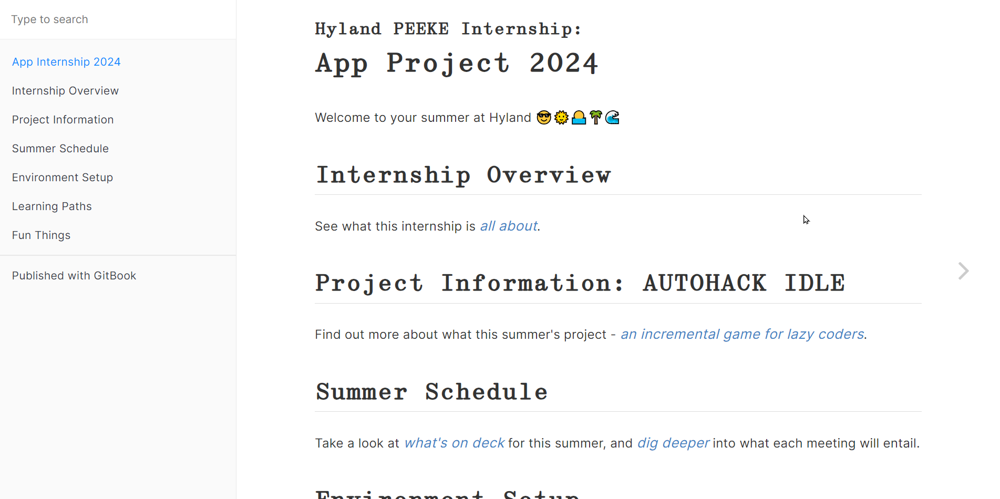 Type to search
App Internship 2024
Internship Overview
Project Information
Summer Schedule
Environment Setup
Learning Paths
Fun Things
Published with GitBook
Hyland PEEKE Internship:
App Project 2024
Welcome to your summer at Hyland 😎🌞🌅🌴🌊
Internship Overview
See what this internship is all about.
Project Information: AUTOHACK IDLE
Find out more about what this summer's project - an incremental game for lazy coders.
Summer Schedule
Take a look at what's on deck for this summer, and dig deeper into what each meeting will entail.
Environment Setup